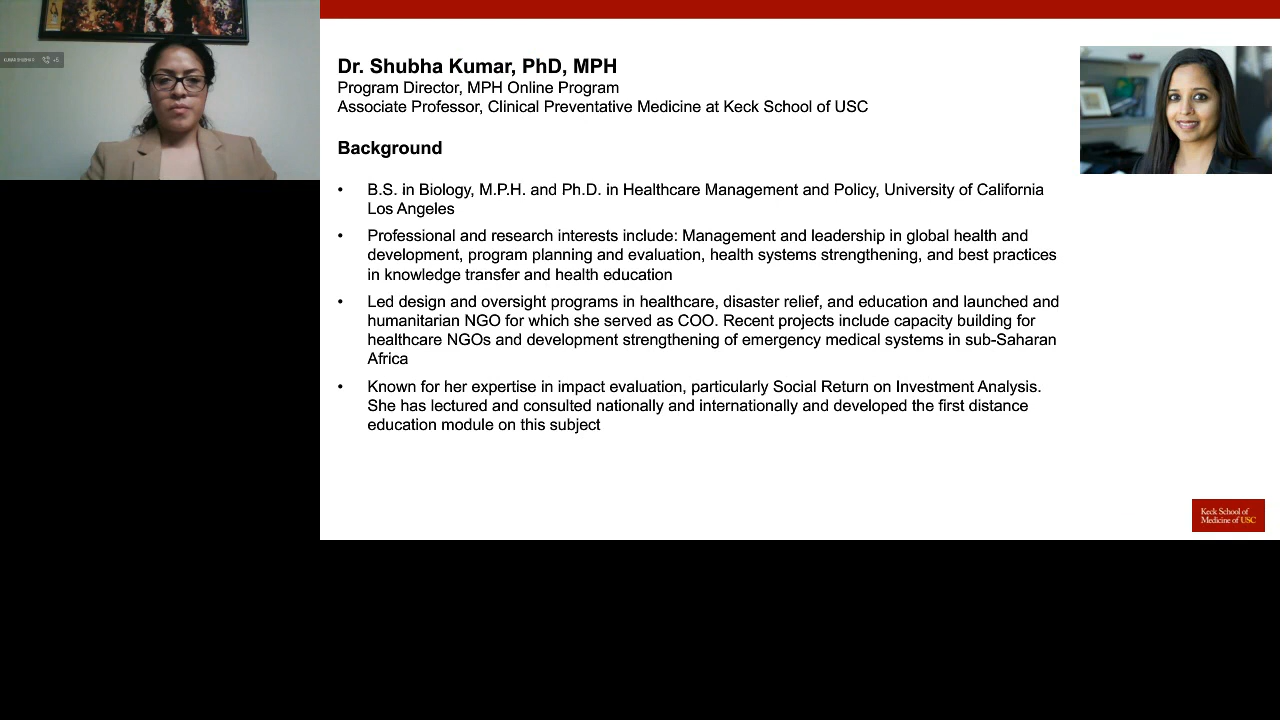 KUMAR SHUBHA R
+5
Dr. Shubha Kumar, PhD, MPH
Program Director, MPH Online Program
Associate Professor, Clinical Preventative Medicine at Keck School of USC
Background
• B.S. in Biology, M.P.H. and Ph.D. in Healthcare Management and Policy, University of California
Los Angeles
• Professional and research interests include: Management and leadership in global health and
development, program planning and evaluation, health systems strengthening, and best practices
in knowledge transfer and health education
• Led design and oversight programs in healthcare, disaster relief, and education and launched and
humanitarian NGO for which she served as COO. Recent projects include capacity building for
healthcare NGOs and development strengthening of emergency medical systems in sub-Saharan
Africa
• Known for her expertise in impact evaluation, particularly Social Return on Investment Analysis.
She has lectured and consulted nationally and internationally and developed the first distance
education module on this subject
Keck School of
Medicine of USC